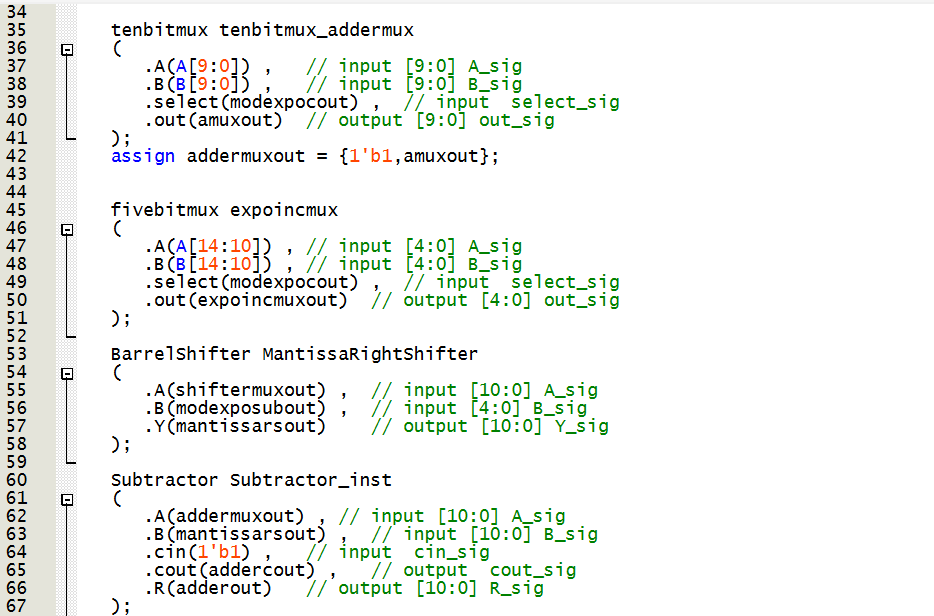 34
35 tenbitmux tenbitmux_addermux
36 (
37 .A(A[9:0]) , // input [9:0] A_sig
38 .B(B[9:0]) , // input [9:0] B_sig
39 .select(modexpocout) , // input select_sig
40 .out(amuxout) // output [9:0] out_sig
41 );
42 assign addermuxout = {1'b1,amuxout};
43
44
45 fivebitmux expoincmux
46 (
47 .A(A[14:10]) , // input [4:0] A_sig
48 .B(B[14:10]) , // input [4:0] B_sig
49 .select(modexpocout) , // input select_sig
50 .out(expoincmuxout) // output [4:0] out_sig
51 );
52
53 BarrelShifter MantissaRightShifter
54 (
55 .A(shiftermuxout) , // input [10:0] A_sig
56 .B(modexposubout) , // input [4:0] B_sig
57 .Y(mantissarsout) // output [10:0] Y_sig
58 );
59
60 Subtractor Subtractor_inst
61 (
62 .A(addermuxout) , // input [10:0] A_sig
63 .B(mantissarsout) , // input [10:0] B_sig
64 .cin(1'b1) , // input cin_sig
65 .cout(addercout) , // output cout_sig
66 .R(adderout) // output [10:0] R_sig
67 );